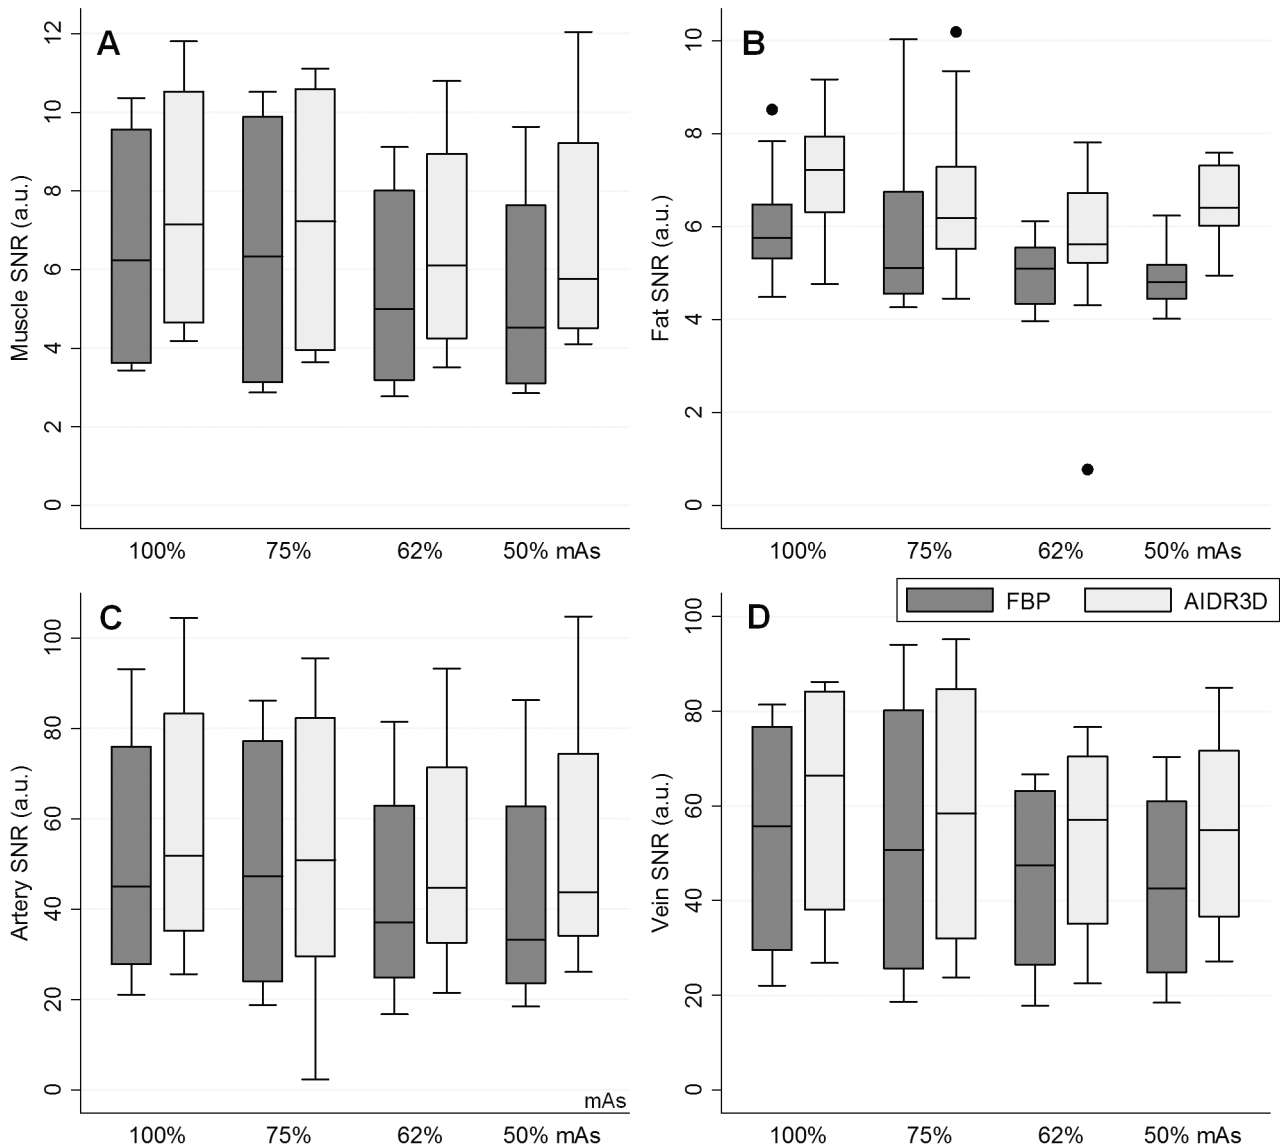 A
Muscle SNR (a.u.)
12
10
8
6
4
2
0
100% 75% 62% 50% mAs
B
Fat SNR (a.u.)
10
8
6
4
2
0
100% 75% 62% 50% mAs
FBP AIDR3D
C
Artery SNR (a.u.)
100
80
60
40
20
0
mAs
100% 75% 62% 50% mAs
D
Vein SNR (a.u.)
100
80
60
40
20
0
100% 75% 62% 50% mAs